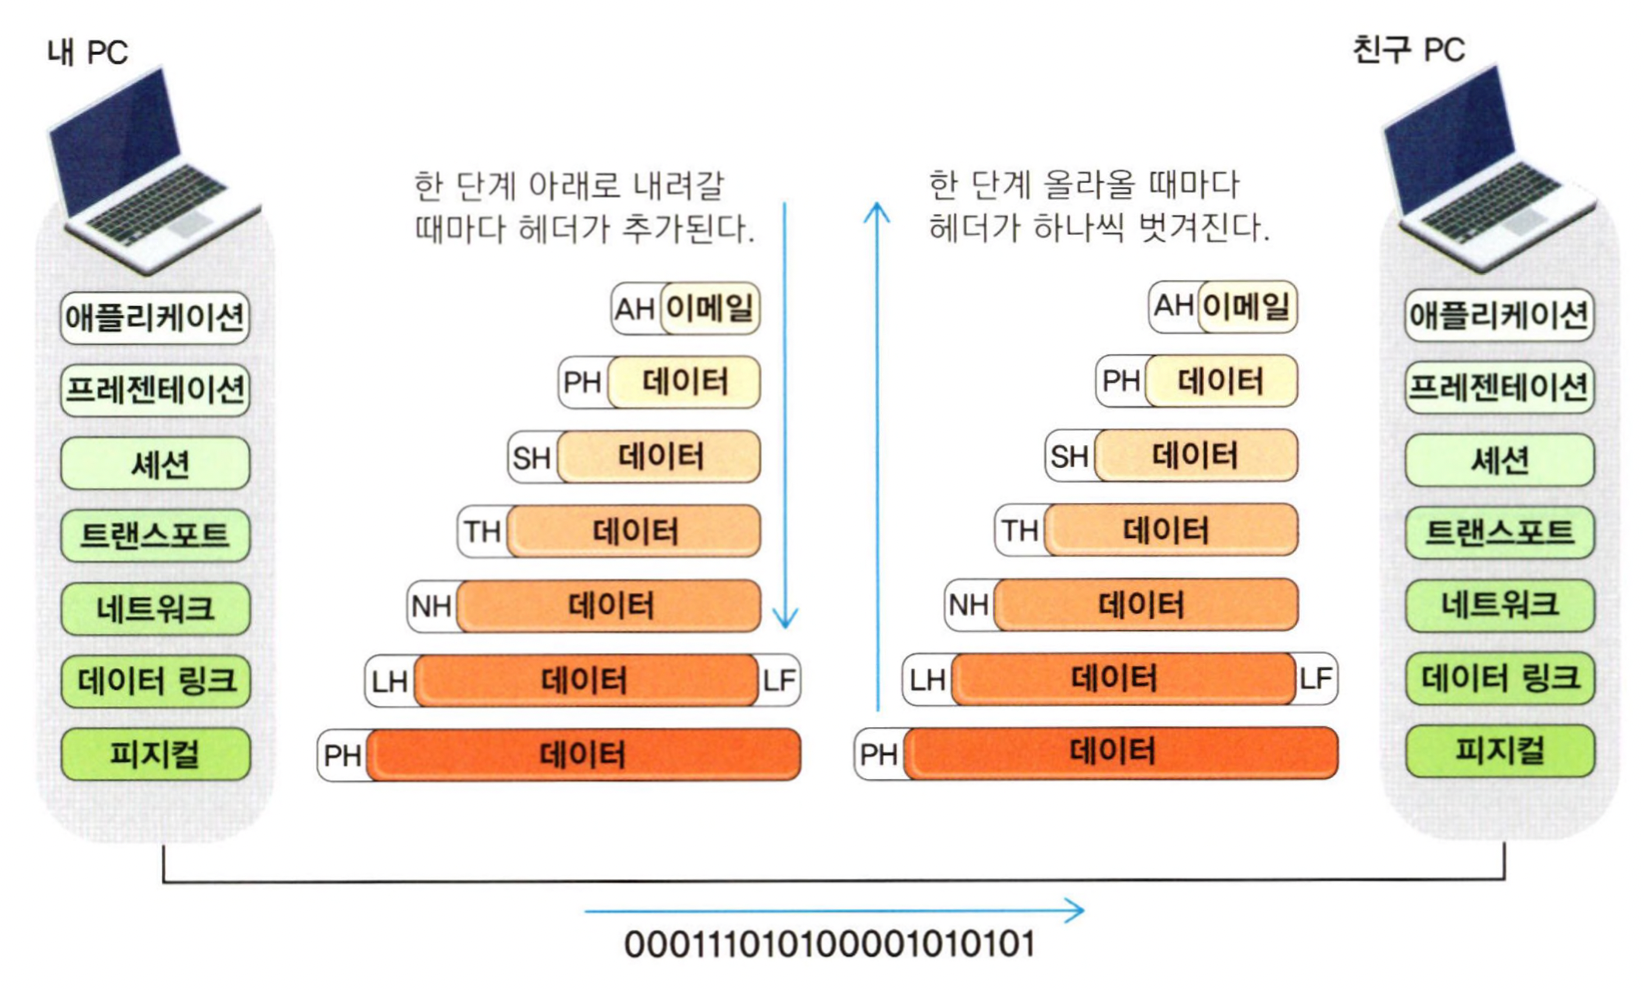 내 PC
친구 PC
한 단계 아래로 내려갈
때마다 헤더가 추가된다.
한 단계 올라올 때마다
헤더가 하나씩 벗겨진다.
애플리케이션
AH 이메일
AH 이메일
애플리케이션
프레젠테이션
PH 데이터
PH 데이터
프레젠테이션
세션
SH 데이터
SH 데이터
세션
트랜스포트
TH 데이터
TH 데이터
트랜스포트
네트워크
NH 데이터
NH 데이터
네트워크
데이터 링크
LH 데이터 LF
LH 데이터 LF
데이터 링크
피지컬
PH 데이터
PH 데이터
피지컬
000111010100001010101